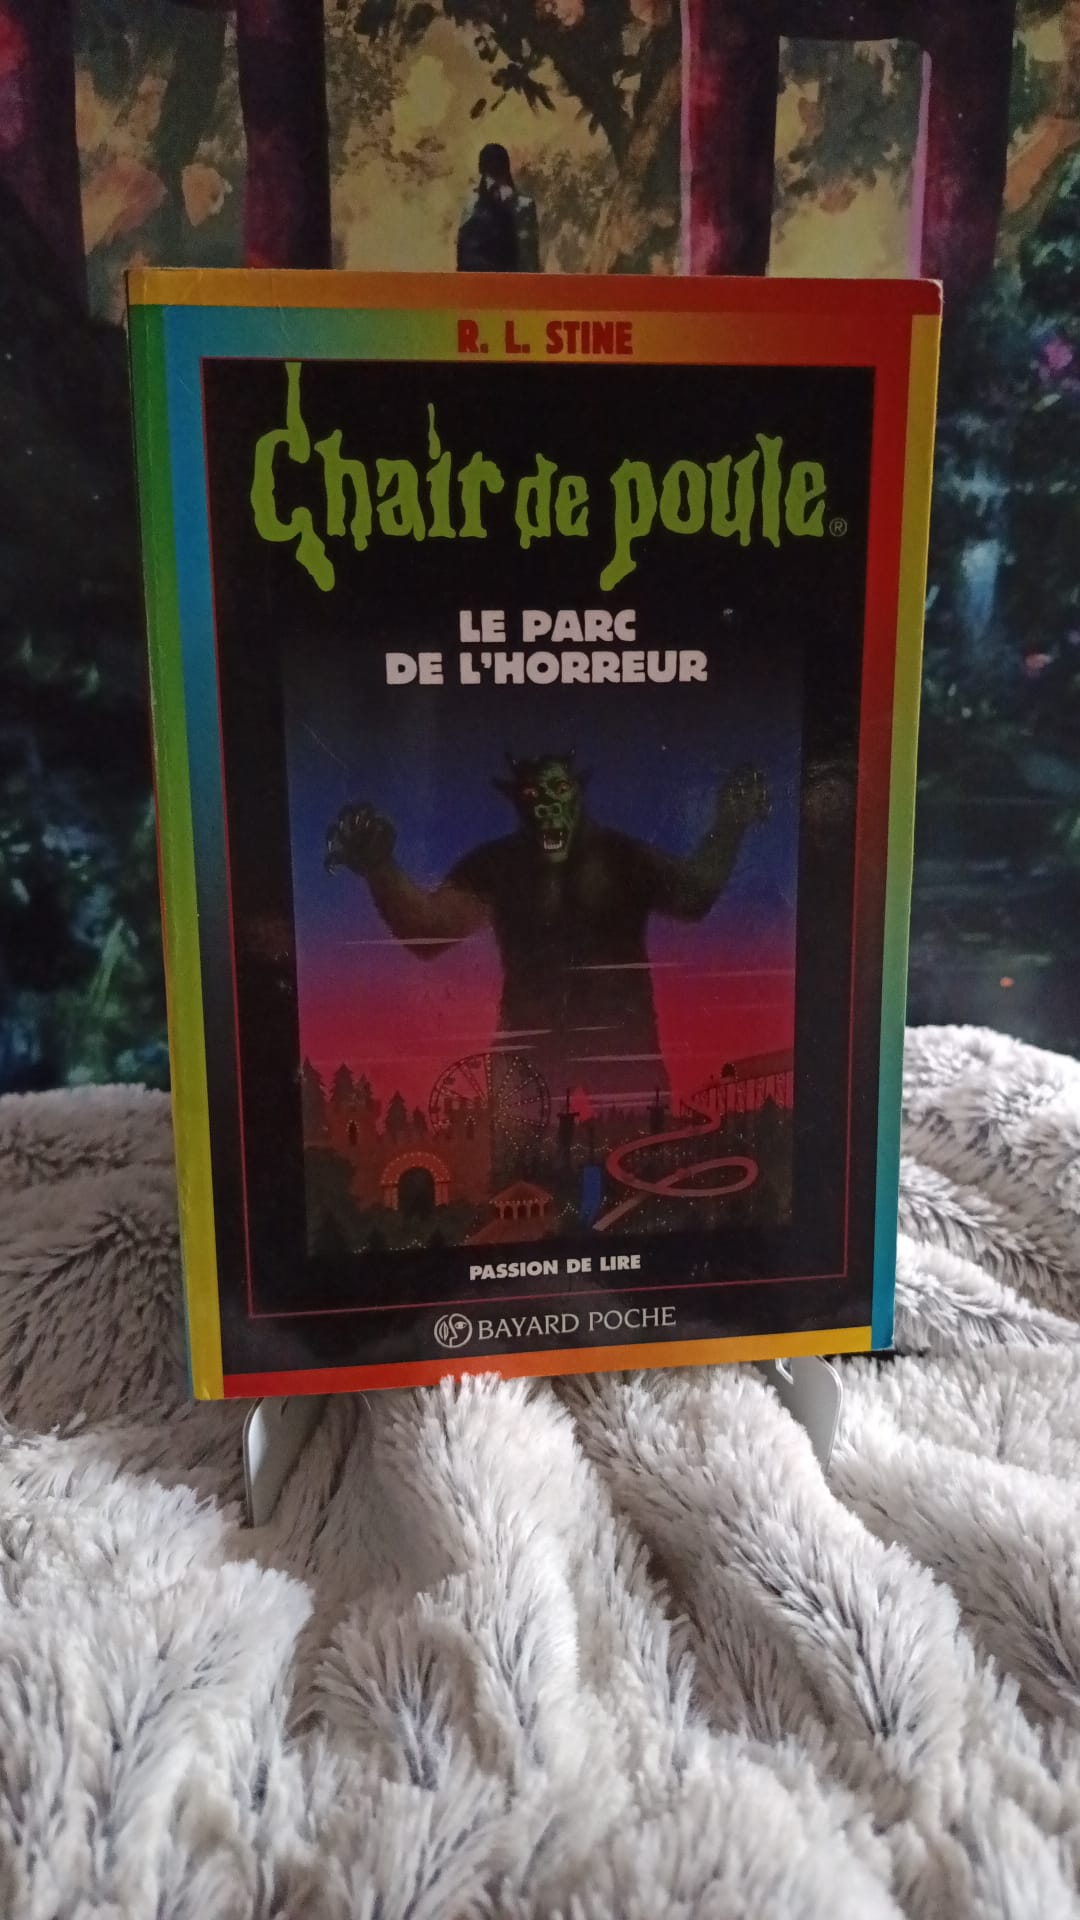 R. L. STINE
Chair de poule®
LE PARC
DE L'HORREUR
PASSION DE LIRE
BAYARD POCHE